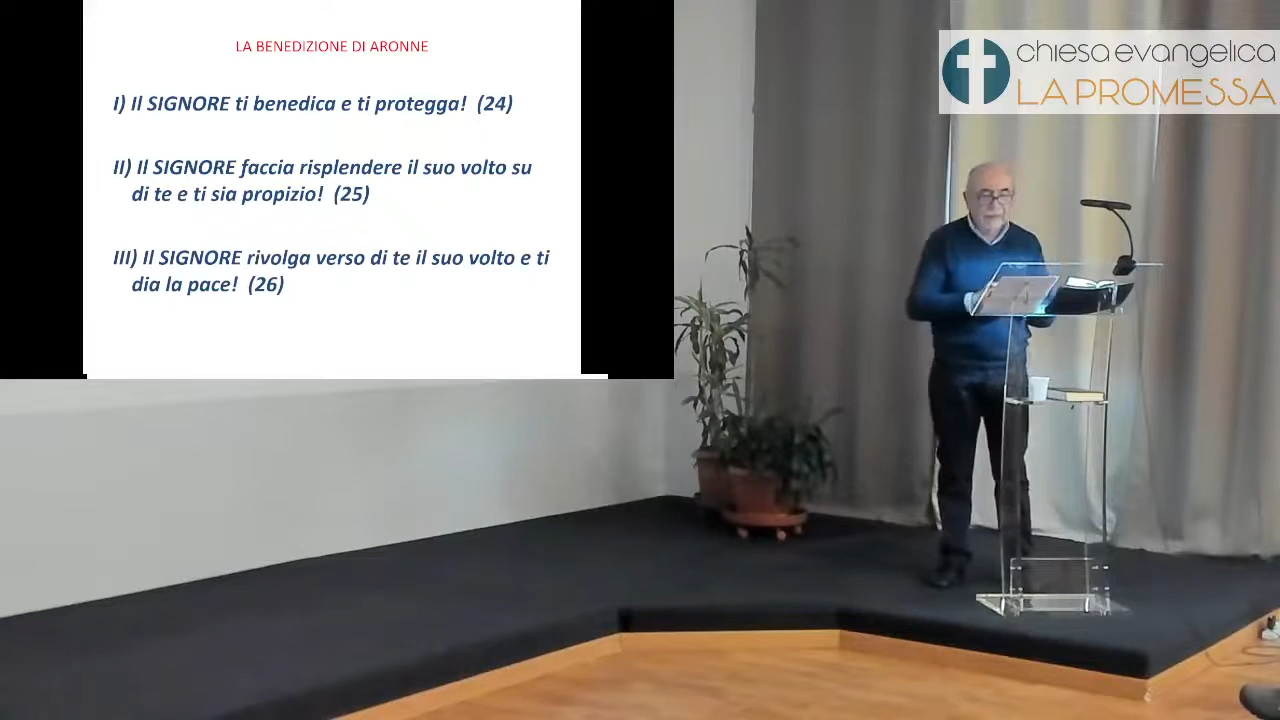 LA BENEDIZIONE DI ARONNE
I) Il SIGNORE ti benedica e ti protegga! (24)
II) Il SIGNORE faccia risplendere il suo volto su
di te e ti sia propizio! (25)
III) Il SIGNORE rivolga verso di te il suo volto e ti
dia la pace! (26)
chiesa evangelica
LA PROMESSA